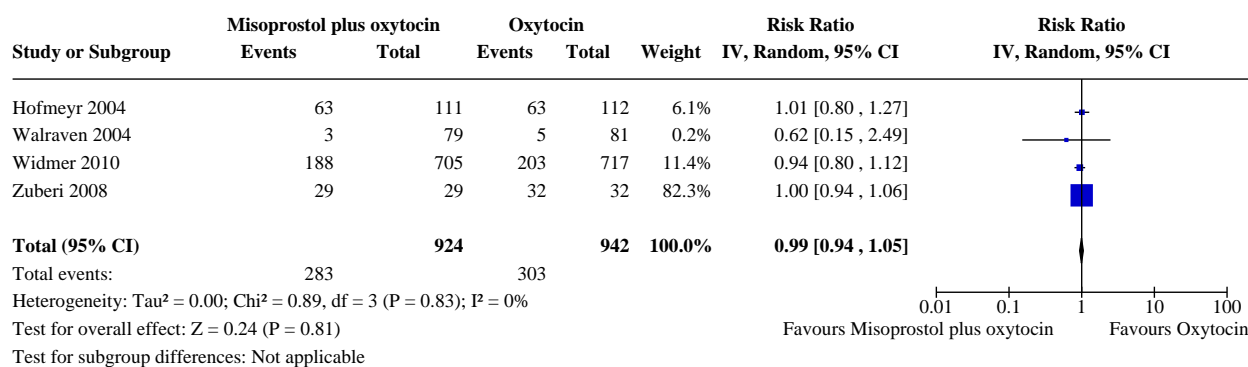 Misoprostol plus oxytocin Oxytocin Risk Ratio Risk Ratio
Study or Subgroup Events Total Events Total Weight IV, Random, 95% CI IV, Random, 95% CI
Hofmeyr 2004 63 111 63 112 6.1% 1.01 [0.80 , 1.27]
Walraven 2004 3 79 5 81 0.2% 0.62 [0.15 , 2.49]
Widmer 2010 188 705 203 717 11.4% 0.94 [0.80 , 1.12]
Zuberi 2008 29 29 32 32 82.3% 1.00 [0.94 , 1.06]
Total (95% CI) 924 942 100.0% 0.99 [0.94 , 1.05]
Total events: 283 303
Heterogeneity: Tau² = 0.00; Chi² = 0.89, df = 3 (P = 0.83); I² = 0%
0.01 0.1 1 10 100
Test for overall effect: Z = 0.24 (P = 0.81) Favours Misoprostol plus oxytocin Favours Oxytocin
Test for subgroup differences: Not applicable